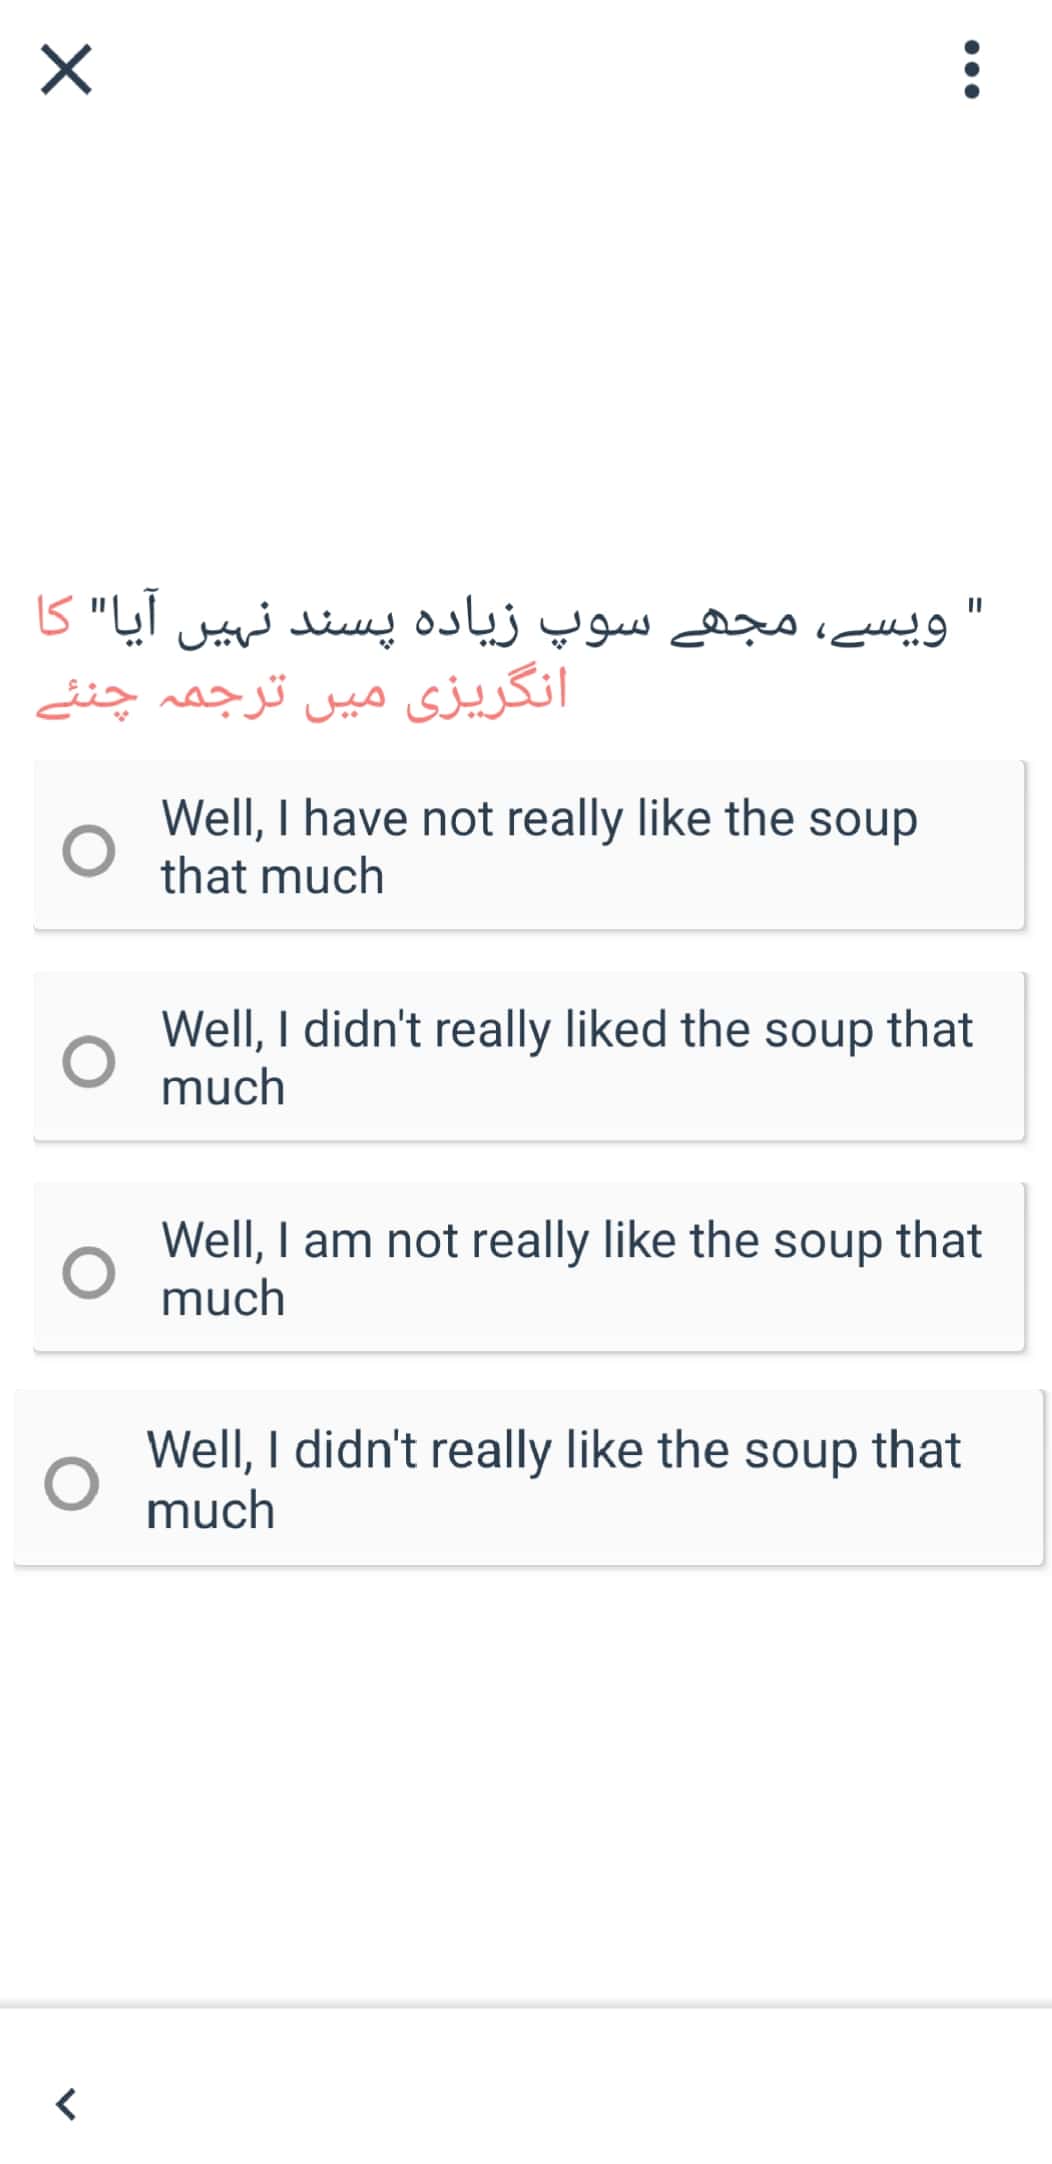 " ویسے، مجھے سوپ زیادہ پسند نہیں آیا" کا
انگریزی میں ترجمہ چنئے
Well, I have not really like the soup
that much
Well, I didn't really liked the soup that
much
Well, I am not really like the soup that
much
Well, I didn't really like the soup that
much